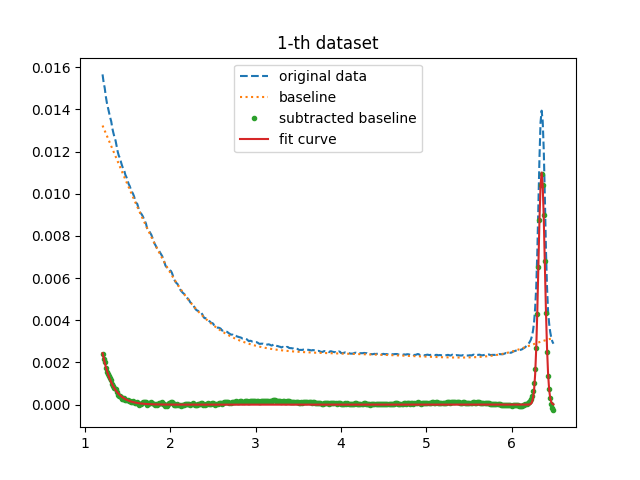 1-th dataset
original data
baseline
subtracted baseline
fit curve
0.016
0.014
0.012
0.010
0.008
0.006
0.004
0.002
0.000
1 2 3 4 5 6